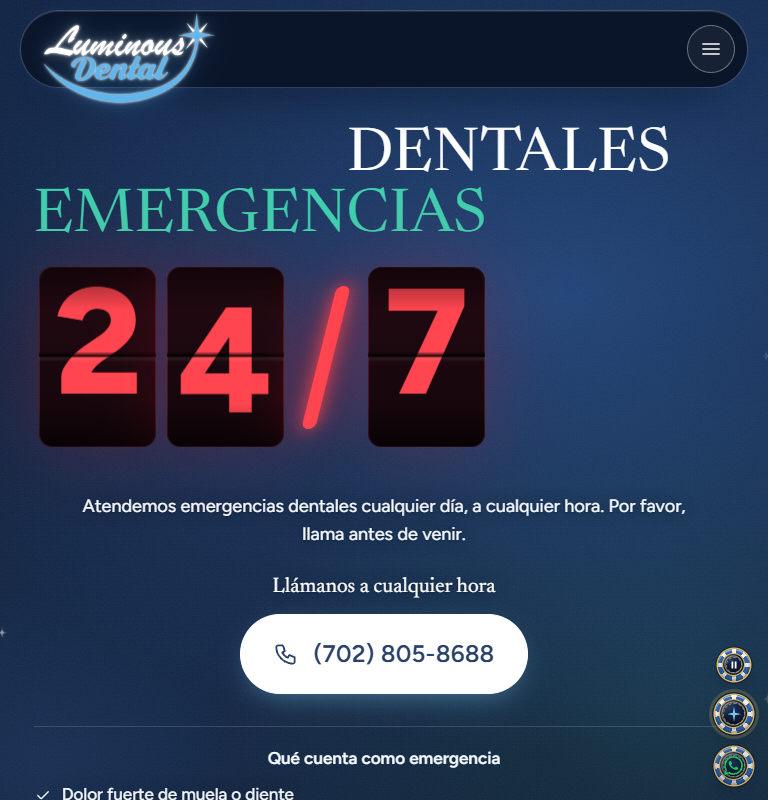 Luminous
Dental
DENTALES
EMERGENCIAS
24/7
Atendemos emergencias dentales cualquier día, a cualquier hora. Por favor,
llama antes de venir.
Llámanos a cualquier hora
(702) 805-8688
Qué cuenta como emergencia
Dolor fuerte de muela o diente